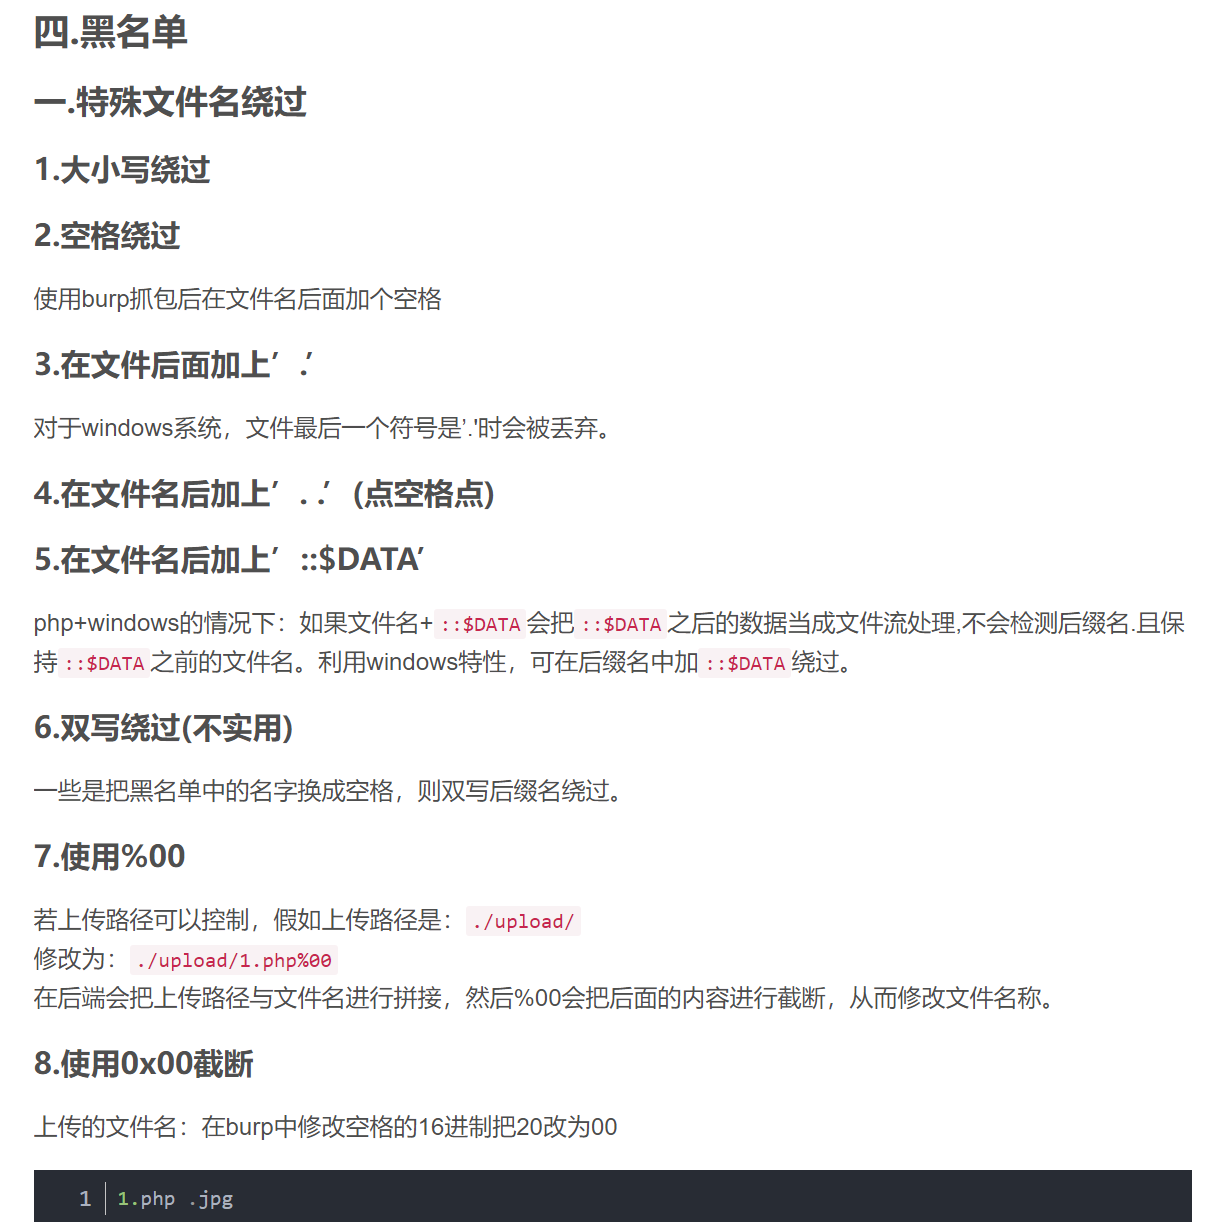 四.黑名单
一.特殊文件名绕过
1.大小写绕过
2.空格绕过
使用burp抓包后在文件名后面加个空格
3.在文件后面加上’ .’
对于windows系统，文件最后一个符号是’.'时会被丢弃。
4.在文件名后加上’ . .’ (点空格点)
5.在文件名后加上’ ::$DATA’
php+windows的情况下：如果文件名+::$DATA会把::$DATA之后的数据当成文件流处理,不会检测后缀名.且保
持::$DATA之前的文件名。利用windows特性，可在后缀名中加::$DATA绕过。
6.双写绕过(不实用)
一些是把黑名单中的名字换成空格，则双写后缀名绕过。
7.使用%00
若上传路径可以控制，假如上传路径是：./upload/
修改为：./upload/1.php%00
在后端会把上传路径与文件名进行拼接，然后%00会把后面的内容进行截断，从而修改文件名称。
8.使用0x00截断
上传的文件名：在burp中修改空格的16进制把20改为00
1 1.php .jpg